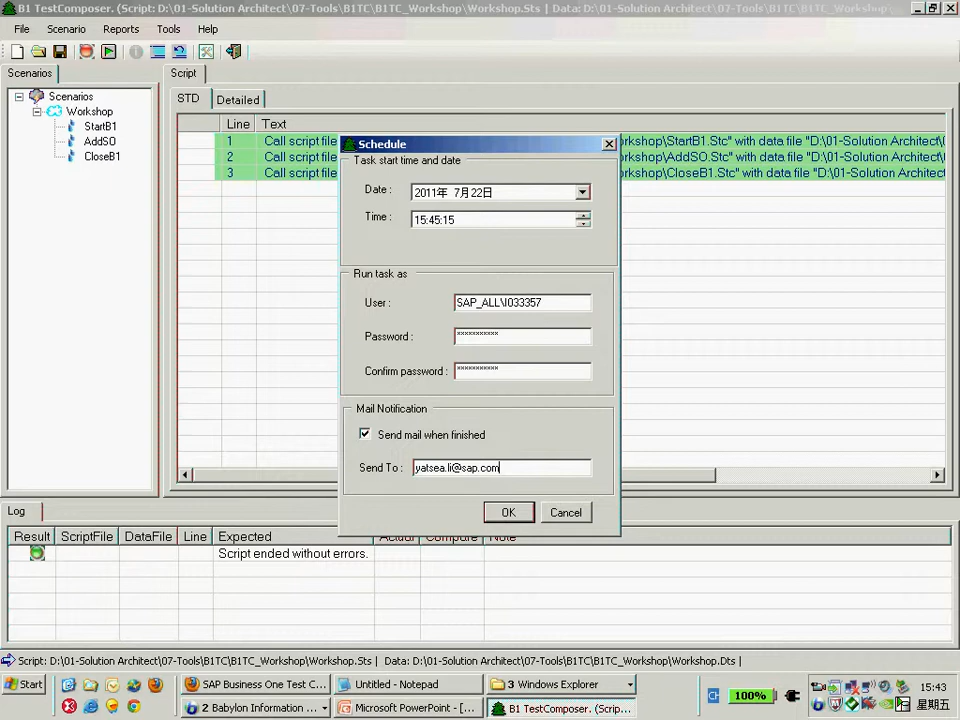 B1 TestComposer. (Script: D:\01-Solution Architect\07-Tools\B1TC\B1TC_Workshop\Workshop.Sts | Data: D:\01-Solution Architect\07-Tools\B1TC\B1TC_Workshop\Wor
File Scenario Reports Tools Help
Scenarios
Script
Scenarios
Workshop
StartB1
AddSO
CloseB1
STD Detailed
Line Text
1 Call script file
2 Call script file
3 Call script file
orkshop\StartB1.Stc" with data file "D:\01-Solution Architect\
orkshop\AddSO.Stc" with data file "D:\01-Solution Architect\0
orkshop\CloseB1.Stc" with data file "D:\01-Solution Architect
Schedule
Task start time and date
Date : 2011年 7月22日
Time : 15:45:15
Run task as
User : SAP_ALL\I033357
Password : ***********
Confirm password : ***********
Mail Notification
Send mail when finished
Send To : yatsea.li@sap.com
OK Cancel
Log
Result ScriptFile DataFile Line Expected Actual Compare Note
Script ended without errors.
Script: D:\01-Solution Architect\07-Tools\B1TC\B1TC_Workshop\Workshop.Sts | Data: D:\01-Solution Architect\07-Tools\B1TC\B1TC_Workshop\Workshop.Dts |
Start
SAP Business One Test C...
Untitled - Notepad
3 Windows Explorer
2 Babylon Information ...
Microsoft PowerPoint - [...
B1 TestComposer. (Scrip...
100%
15:43
星期五